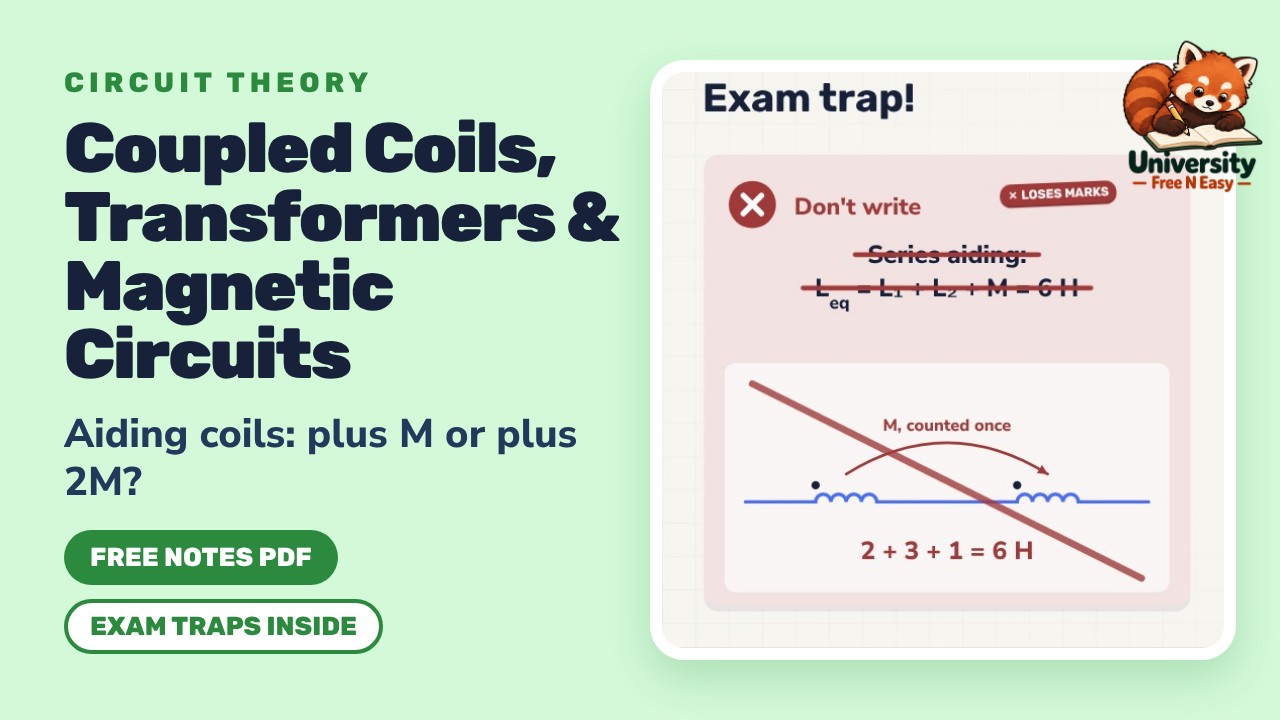 CIRCUIT THEORY
Coupled Coils,
Transformers &
Magnetic
Circuits
Aiding coils: plus M or plus
2M?
FREE NOTES PDF
EXAM TRAPS INSIDE
Exam trap!
University
Free N Easy
Don't write
× LOSES MARKS
Series aiding:
L_eq = L₁ + L₂ + M = 6 H
M, counted once
2 + 3 + 1 = 6 H